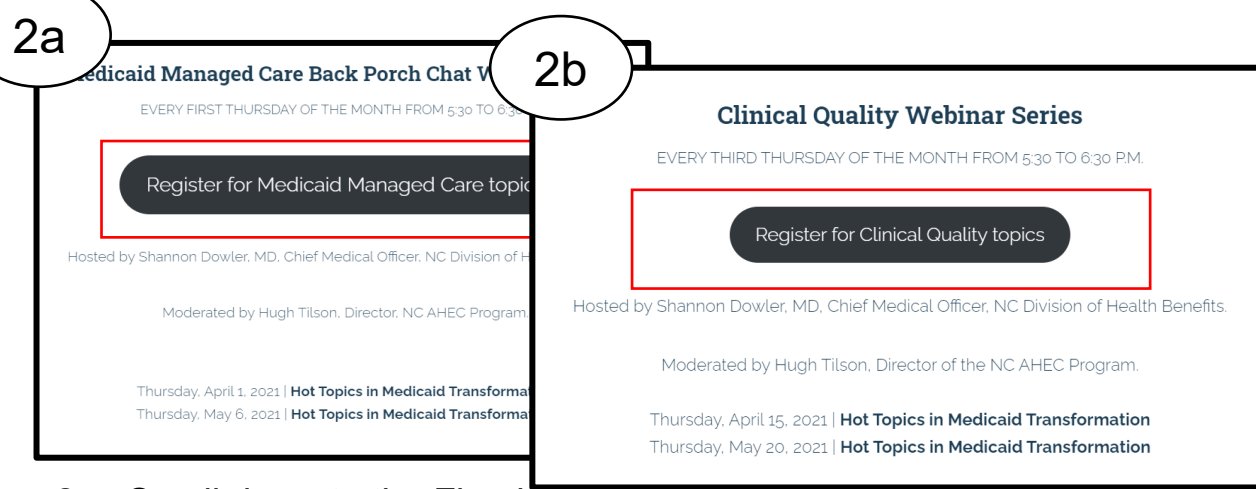 2a
Medicaid Managed Care Back Porch Chat W
EVERY FIRST THURSDAY OF THE MONTH FROM 5:30 TO 6:30
Register for Medicaid Managed Care topic
Hosted by Shannon Dowler, MD, Chief Medical Officer, NC Division of H
Moderated by Hugh Tilson, Director, NC AHEC Program.
Thursday, April 1, 2021 | Hot Topics in Medicaid Transformat
Thursday, May 6, 2021 | Hot Topics in Medicaid Transformat
2b
Clinical Quality Webinar Series
EVERY THIRD THURSDAY OF THE MONTH FROM 5:30 TO 6:30 P.M.
Register for Clinical Quality topics
Hosted by Shannon Dowler, MD, Chief Medical Officer, NC Division of Health Benefits.
Moderated by Hugh Tilson, Director of the NC AHEC Program.
Thursday, April 15, 2021 | Hot Topics in Medicaid Transformation
Thursday, May 20, 2021 | Hot Topics in Medicaid Transformation